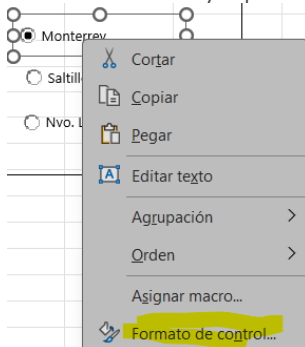 Monterrey
Saltill
Nvo. L
Cortar
Copiar
Pegar
Editar texto
Agrupación
Orden
Asignar macro...
Formato de control...